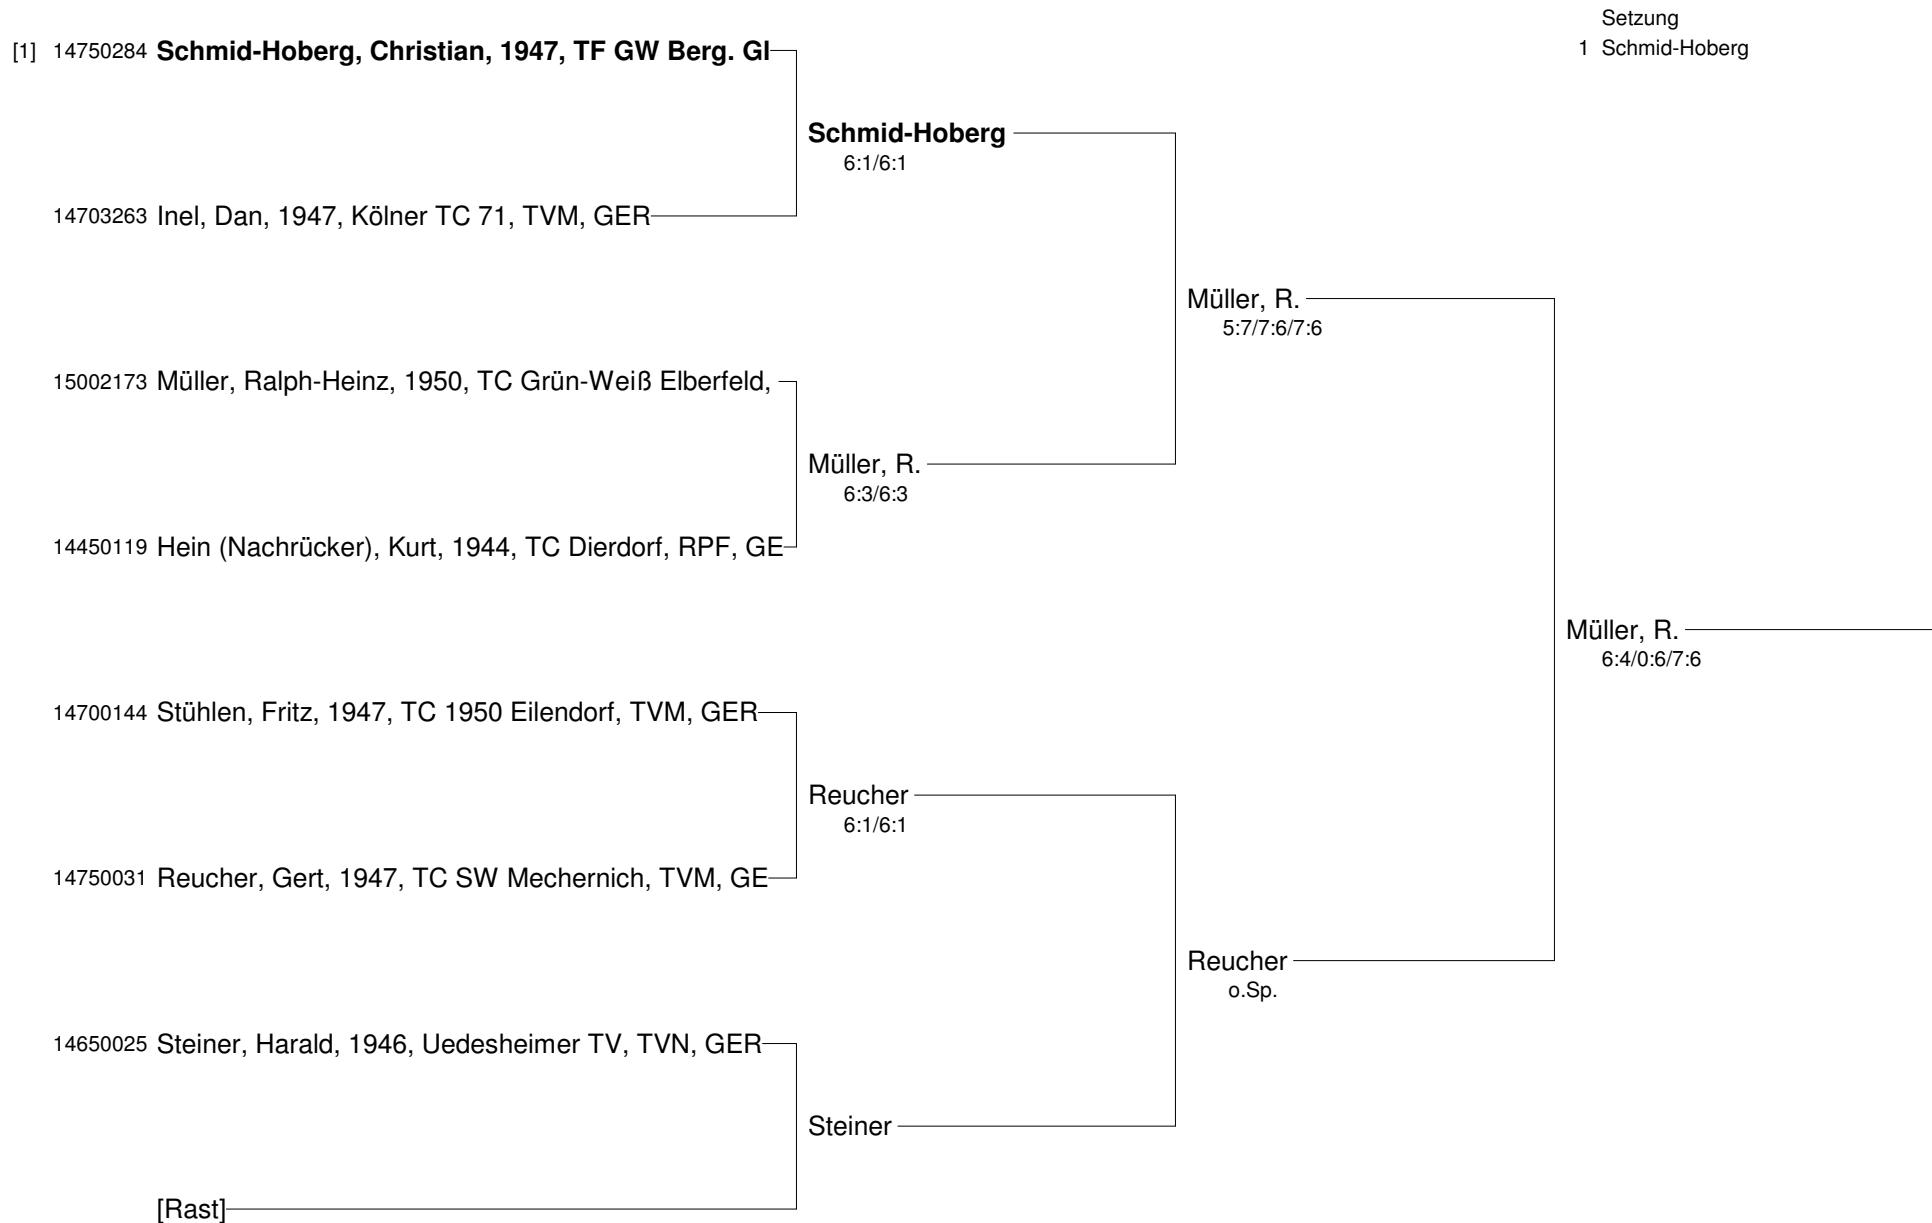 Setzung
1 Schmid-Hoberg
[1] 14750284 Schmid-Hoberg, Christian, 1947, TF GW Berg. Gl
Schmid-Hoberg
6:1/6:1
14703263 Inel, Dan, 1947, Kölner TC 71, TVM, GER
Müller, R.
5:7/7:6/7:6
15002173 Müller, Ralph-Heinz, 1950, TC Grün-Weiß Elberfeld,
Müller, R.
6:3/6:3
14450119 Hein (Nachrücker), Kurt, 1944, TC Dierdorf, RPF, GE
Müller, R.
6:4/0:6/7:6
14700144 Stühlen, Fritz, 1947, TC 1950 Eilendorf, TVM, GER
Reucher
6:1/6:1
14750031 Reucher, Gert, 1947, TC SW Mechernich, TVM, GE
Reucher
o.Sp.
14650025 Steiner, Harald, 1946, Uedesheimer TV, TVN, GER
Steiner
[Rast]